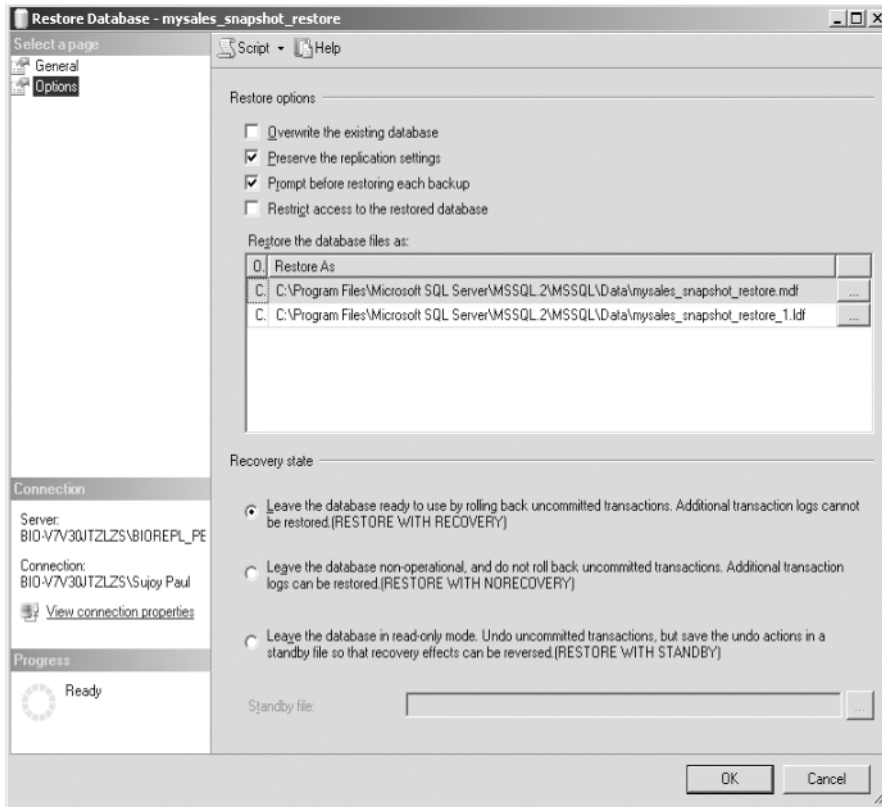 Restore Database - mysales_snapshot_restore
Select a page
General
Options
Script
Help
Restore options
Overwrite the existing database
Preserve the replication settings
Prompt before restoring each backup
Restrict access to the restored database
Restore the database files as:
O. Restore As
C. C:\Program Files\Microsoft SQL Server\MSSQL.2\MSSQL\Data\mysales_snapshot_restore.mdf ...
C. C:\Program Files\Microsoft SQL Server\MSSQL.2\MSSQL\Data\mysales_snapshot_restore_1.ldf ...
Recovery state
Leave the database ready to use by rolling back uncommitted transactions. Additional transaction logs cannot
be restored.(RESTORE WITH RECOVERY)
Leave the database non-operational, and do not roll back uncommitted transactions. Additional transaction
logs can be restored.(RESTORE WITH NORECOVERY)
Leave the database in read-only mode. Undo uncommitted transactions, but save the undo actions in a
standby file so that recovery effects can be reversed.(RESTORE WITH STANDBY)
Standby file: ...
Connection
Server:
BIO-V7V30JTZLZS\BIOREPL_PE
Connection:
BIO-V7V30JTZLZS\Sujoy Paul
View connection properties
Progress
Ready
OK
Cancel